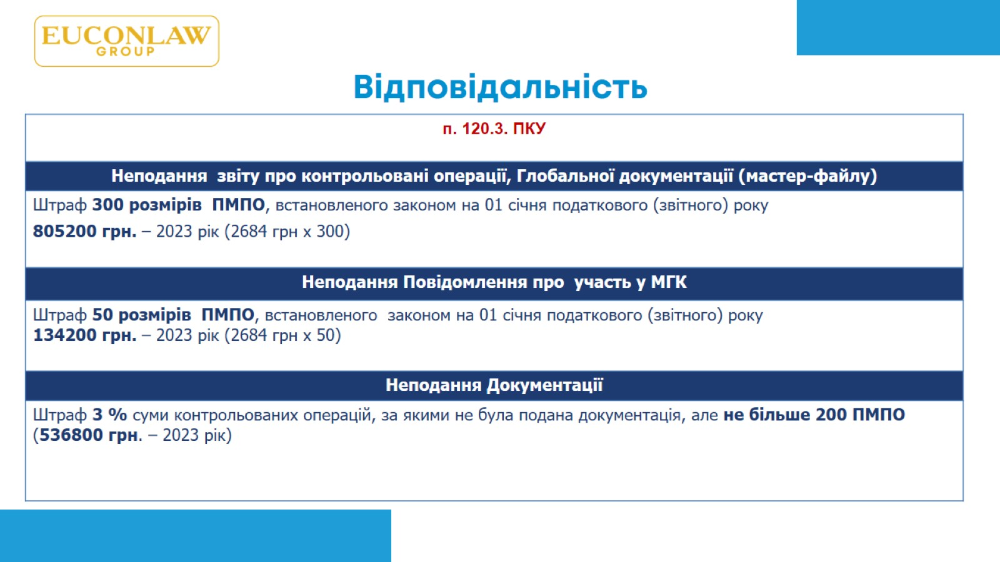 EUCONLAW
GROUP
Відповідальність
п. 120.3. ПКУ
Неподання звіту про контрольовані операції, Глобальної документації (мастер-файлу)
Штраф 300 розмірів ПМПО, встановленого законом на 01 січня податкового (звітного) року
805200 грн. – 2023 рік (2684 грн х 300)
Неподання Повідомлення про участь у МГК
Штраф 50 розмірів ПМПО, встановленого законом на 01 січня податкового (звітного) року
134200 грн. – 2023 рік (2684 грн х 50)
Неподання Документації
Штраф 3 % суми контрольованих операцій, за якими не була подана документація, але не більше 200 ПМПО
(536800 грн. – 2023 рік)